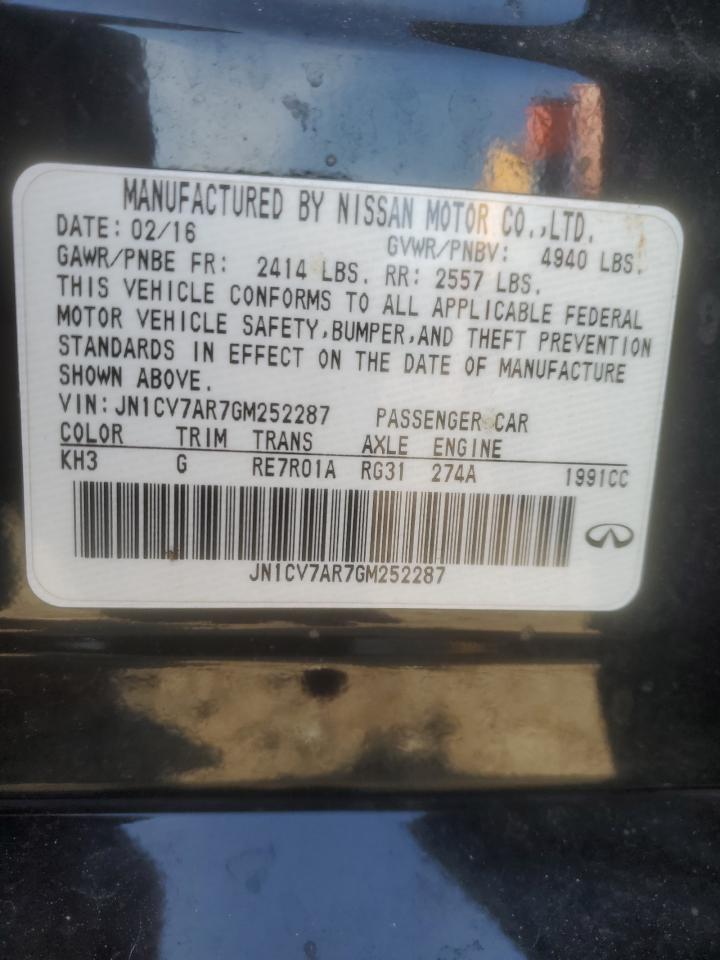 MANUFACTURED BY NISSAN MOTOR CO.,LTD.
DATE: 02/16 GVWR/PNBV: 4940 LBS.
GAWR/PNBE FR: 2414 LBS. RR: 2557 LBS.
THIS VEHICLE CONFORMS TO ALL APPLICABLE FEDERAL
MOTOR VEHICLE SAFETY,BUMPER,AND THEFT PREVENTION
STANDARDS IN EFFECT ON THE DATE OF MANUFACTURE
SHOWN ABOVE.
VIN: JN1CV7AR7GM252287 PASSENGER CAR
COLOR TRIM TRANS AXLE ENGINE
KH3 G RE7R01A RG31 274A 1991CC
JN1CV7AR7GM252287